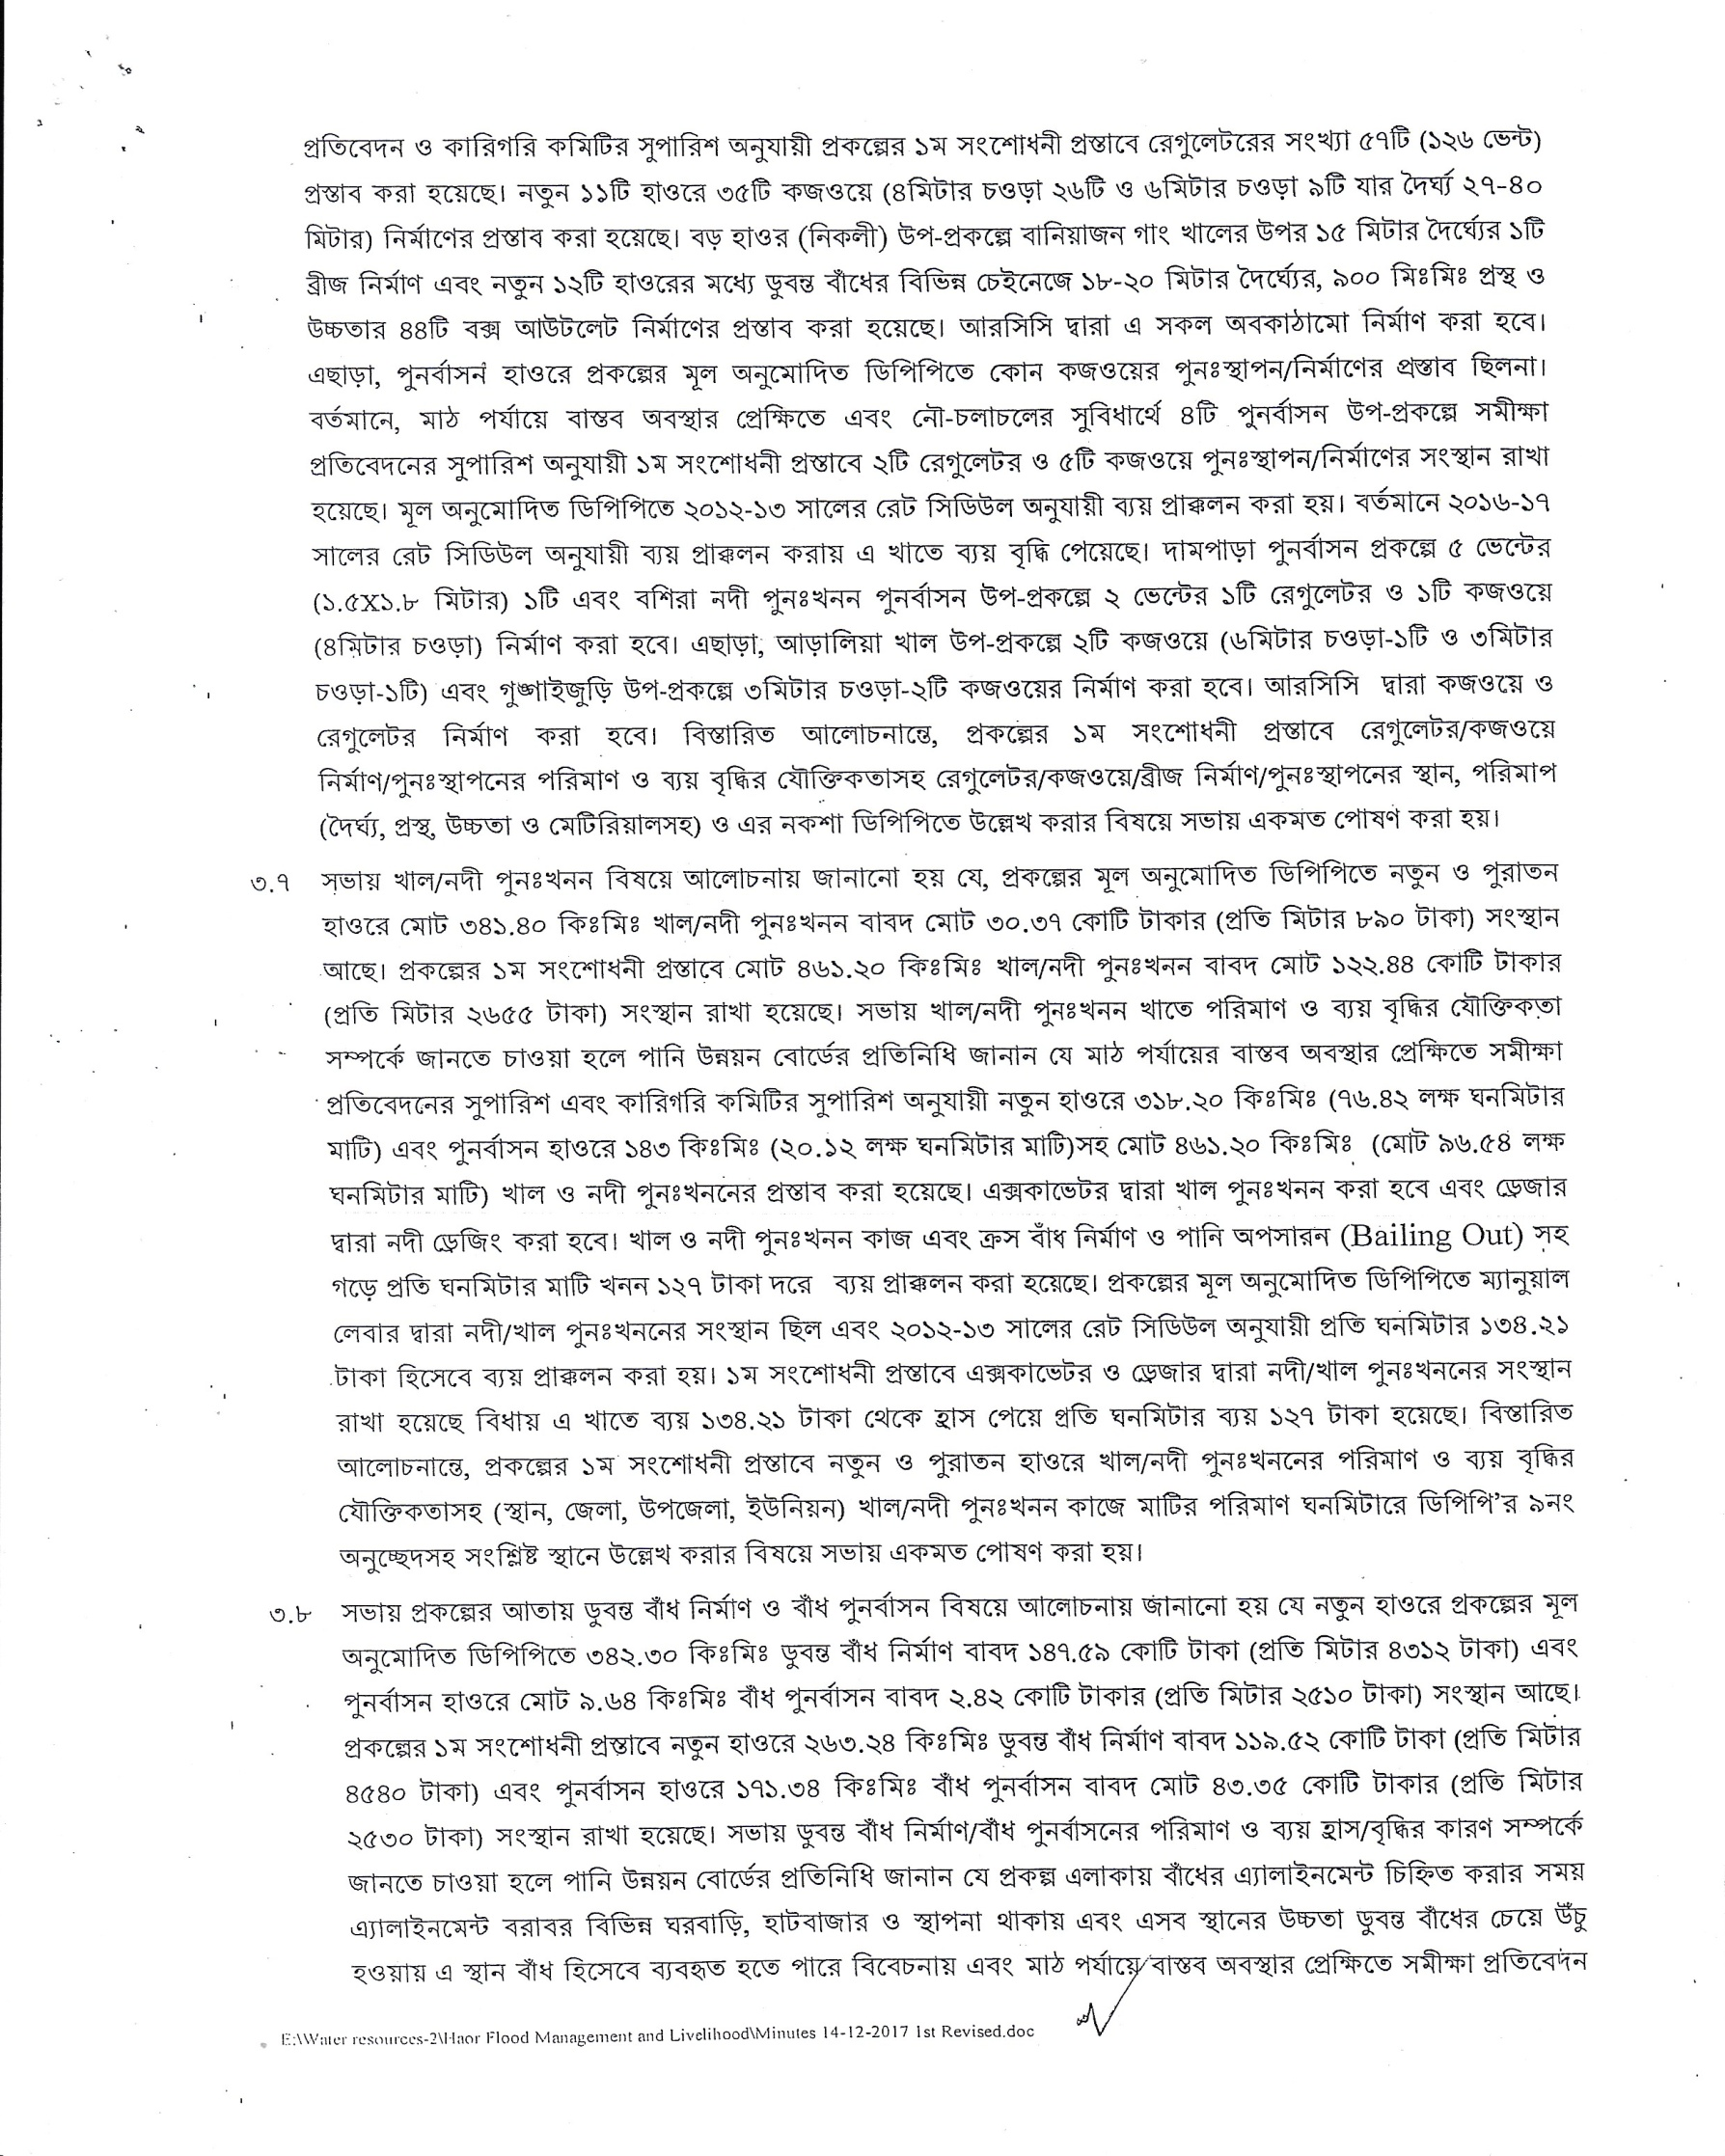 প্রতিবেদন ও কারিগরি কমিটির সুপারিশ অনুযায়ী প্রকল্পের ১ম সংশোধনী প্রস্তাবে রেগুলেটরের সংখ্যা ৫৭টি (১২৬ ভেন্ট)
প্রস্তাব করা হয়েছে। নতুন ১১টি হাওরে ৩৫টি কজওয়ে (৪মিটার চওড়া ২৬টি ও ৬মিটার চওড়া ৯টি যার দৈর্ঘ্য ২৭-৪০
মিটার) নির্মাণের প্রস্তাব করা হয়েছে। বড় হাওর (নিকলী) উপ-প্রকল্পে বানিয়াজন গাং খালের উপর ১৫ মিটার দৈর্ঘ্যের ১টি
ব্রীজ নির্মাণ এবং নতুন ১২টি হাওরের মধ্যে ডুবন্ত বাঁধের বিভিন্ন চেইনেজে ১৮-২০ মিটার দৈর্ঘ্যের, ৯০০ মিঃমিঃ প্রস্থ ও
উচ্চতার ৪৪টি বক্স আউটলেট নির্মাণের প্রস্তাব করা হয়েছে। আরসিসি দ্বারা এ সকল অবকাঠামো নির্মাণ করা হবে।
এছাড়া, পুনর্বাসন হাওরে প্রকল্পের মূল অনুমোদিত ডিপিপিতে কোন কজওয়ের পুনঃস্থাপন/নির্মাণের প্রস্তাব ছিলনা।
বর্তমানে, মাঠ পর্যায়ে বাস্তব অবস্থার প্রেক্ষিতে এবং নৌ-চলাচলের সুবিধার্থে ৪টি পুনর্বাসন উপ-প্রকল্পে সমীক্ষা
প্রতিবেদনের সুপারিশ অনুযায়ী ১ম সংশোধনী প্রস্তাবে ২টি রেগুলেটর ও ৫টি কজওয়ে পুনঃস্থাপন/নির্মাণের সংস্থান রাখা
হয়েছে। মূল অনুমোদিত ডিপিপিতে ২০১২-১৩ সালের রেট সিডিউল অনুযায়ী ব্যয় প্রাক্কলন করা হয়। বর্তমানে ২০১৬-১৭
সালের রেট সিডিউল অনুযায়ী ব্যয় প্রাক্কলন করায় এ খাতে ব্যয় বৃদ্ধি পেয়েছে। দামপাড়া পুনর্বাসন প্রকল্পে ৫ ভেন্টের
(১.৫X১.৮ মিটার) ১টি এবং বশিরা নদী পুনঃখনন পুনর্বাসন উপ-প্রকল্পে ২ ভেন্টের ১টি রেগুলেটর ও ১টি কজওয়ে
(৪মিটার চওড়া) নির্মাণ করা হবে। এছাড়া, আড়ালিয়া খাল উপ-প্রকল্পে ২টি কজওয়ে (৬মিটার চওড়া-১টি ও ৩মিটার
চওড়া-১টি) এবং গুঙ্গাইজুড়ি উপ-প্রকল্পে ৩মিটার চওড়া-২টি কজওয়ের নির্মাণ করা হবে। আরসিসি দ্বারা কজওয়ে ও
রেগুলেটর নির্মাণ করা হবে। বিস্তারিত আলোচনান্তে, প্রকল্পের ১ম সংশোধনী প্রস্তাবে রেগুলেটর/কজওয়ে
নির্মাণ/পুনঃস্থাপনের পরিমাণ ও ব্যয় বৃদ্ধির যৌক্তিকতাসহ রেগুলেটর/কজওয়ে/ব্রীজ নির্মাণ/পুনঃস্থাপনের স্থান, পরিমাপ
(দৈর্ঘ্য, প্রস্থ, উচ্চতা ও মেটিরিয়ালসহ) ও এর নকশা ডিপিপিতে উল্লেখ করার বিষয়ে সভায় একমত পোষণ করা হয়।
৩.৭ সভায় খাল/নদী পুনঃখনন বিষয়ে আলোচনায় জানানো হয় যে, প্রকল্পের মূল অনুমোদিত ডিপিপিতে নতুন ও পুরাতন
হাওরে মোট ৩৪১.৪০ কিঃমিঃ খাল/নদী পুনঃখনন বাবদ মোট ৩০.৩৭ কোটি টাকার (প্রতি মিটার ৮৯০ টাকা) সংস্থান
আছে। প্রকল্পের ১ম সংশোধনী প্রস্তাবে মোট ৪৬১.২০ কিঃমিঃ খাল/নদী পুনঃখনন বাবদ মোট ১২২.৪৪ কোটি টাকার
(প্রতি মিটার ২৬৫৫ টাকা) সংস্থান রাখা হয়েছে। সভায় খাল/নদী পুনঃখনন খাতে পরিমাণ ও ব্যয় বৃদ্ধির যৌক্তিকতা
সম্পর্কে জানতে চাওয়া হলে পানি উন্নয়ন বোর্ডের প্রতিনিধি জানান যে মাঠ পর্যায়ের বাস্তব অবস্থার প্রেক্ষিতে সমীক্ষা
প্রতিবেদনের সুপারিশ এবং কারিগরি কমিটির সুপারিশ অনুযায়ী নতুন হাওরে ৩১৮.২০ কিঃমিঃ (৭৬.৪২ লক্ষ ঘনমিটার
মাটি) এবং পুনর্বাসন হাওরে ১৪৩ কিঃমিঃ (২০.১২ লক্ষ ঘনমিটার মাটি)সহ মোট ৪৬১.২০ কিঃমিঃ (মোট ৯৬.৫৪ লক্ষ
ঘনমিটার মাটি) খাল ও নদী পুনঃখননের প্রস্তাব করা হয়েছে। এক্সকাভেটর দ্বারা খাল পুনঃখনন করা হবে এবং ড্রেজার
দ্বারা নদী ড্রেজিং করা হবে। খাল ও নদী পুনঃখনন কাজ এবং ক্রস বাঁধ নির্মাণ ও পানি অপসারন (Bailing Out) সহ
গড়ে প্রতি ঘনমিটার মাটি খনন ১২৭ টাকা দরে ব্যয় প্রাক্কলন করা হয়েছে। প্রকল্পের মূল অনুমোদিত ডিপিপিতে ম্যানুয়াল
লেবার দ্বারা নদী/খাল পুনঃখননের সংস্থান ছিল এবং ২০১২-১৩ সালের রেট সিডিউল অনুযায়ী প্রতি ঘনমিটার ১৩৪.২১
টাকা হিসেবে ব্যয় প্রাক্কলন করা হয়। ১ম সংশোধনী প্রস্তাবে এক্সকাভেটর ও ড্রেজার দ্বারা নদী/খাল পুনঃখননের সংস্থান
রাখা হয়েছে বিধায় এ খাতে ব্যয় ১৩৪.২১ টাকা থেকে হ্রাস পেয়ে প্রতি ঘনমিটার ব্যয় ১২৭ টাকা হয়েছে। বিস্তারিত
আলোচনান্তে, প্রকল্পের ১ম সংশোধনী প্রস্তাবে নতুন ও পুরাতন হাওরে খাল/নদী পুনঃখননের পরিমাণ ও ব্যয় বৃদ্ধির
যৌক্তিকতাসহ (স্থান, জেলা, উপজেলা, ইউনিয়ন) খাল/নদী পুনঃখনন কাজে মাটির পরিমাণ ঘনমিটারে ডিপিপি’র ৯নং
অনুচ্ছেদসহ সংশ্লিষ্ট স্থানে উল্লেখ করার বিষয়ে সভায় একমত পোষণ করা হয়।
৩.৮ সভায় প্রকল্পের আতায় ডুবন্ত বাঁধ নির্মাণ ও বাঁধ পুনর্বাসন বিষয়ে আলোচনায় জানানো হয় যে নতুন হাওরে প্রকল্পের মূল
অনুমোদিত ডিপিপিতে ৩৪২.৩০ কিঃমিঃ ডুবন্ত বাঁধ নির্মাণ বাবদ ১৪৭.৫৯ কোটি টাকা (প্রতি মিটার ৪৩১২ টাকা) এবং
পুনর্বাসন হাওরে মোট ৯.৬৪ কিঃমিঃ বাঁধ পুনর্বাসন বাবদ ২.৪২ কোটি টাকার (প্রতি মিটার ২৫১০ টাকা) সংস্থান আছে।
প্রকল্পের ১ম সংশোধনী প্রস্তাবে নতুন হাওরে ২৬৩.২৪ কিঃমিঃ ডুবন্ত বাঁধ নির্মাণ বাবদ ১১৯.৫২ কোটি টাকা (প্রতি মিটার
৪৫৪০ টাকা) এবং পুনর্বাসন হাওরে ১৭১.৩৪ কিঃমিঃ বাঁধ পুনর্বাসন বাবদ মোট ৪৩.৩৫ কোটি টাকার (প্রতি মিটার
২৫৩০ টাকা) সংস্থান রাখা হয়েছে। সভায় ডুবন্ত বাঁধ নির্মাণ/বাঁধ পুনর্বাসনের পরিমাণ ও ব্যয় হ্রাস/বৃদ্ধির কারণ সম্পর্কে
জানতে চাওয়া হলে পানি উন্নয়ন বোর্ডের প্রতিনিধি জানান যে প্রকল্প এলাকায় বাঁধের এ্যালাইনমেন্ট চিহ্নিত করার সময়
এ্যালাইনমেন্ট বরাবর বিভিন্ন ঘরবাড়ি, হাটবাজার ও স্থাপনা থাকায় এবং এসব স্থানের উচ্চতা ডুবন্ত বাঁধের চেয়ে উঁচু
হওয়ায় এ স্থান বাঁধ হিসেবে ব্যবহৃত হতে পারে বিবেচনায় এবং মাঠ পর্যায়ে বাস্তব অবস্থার প্রেক্ষিতে সমীক্ষা প্রতিবেদন
E:\Water resources-2\Haor Flood Management and Livelihood\Minutes 14-12-2017 1st Revised.doc